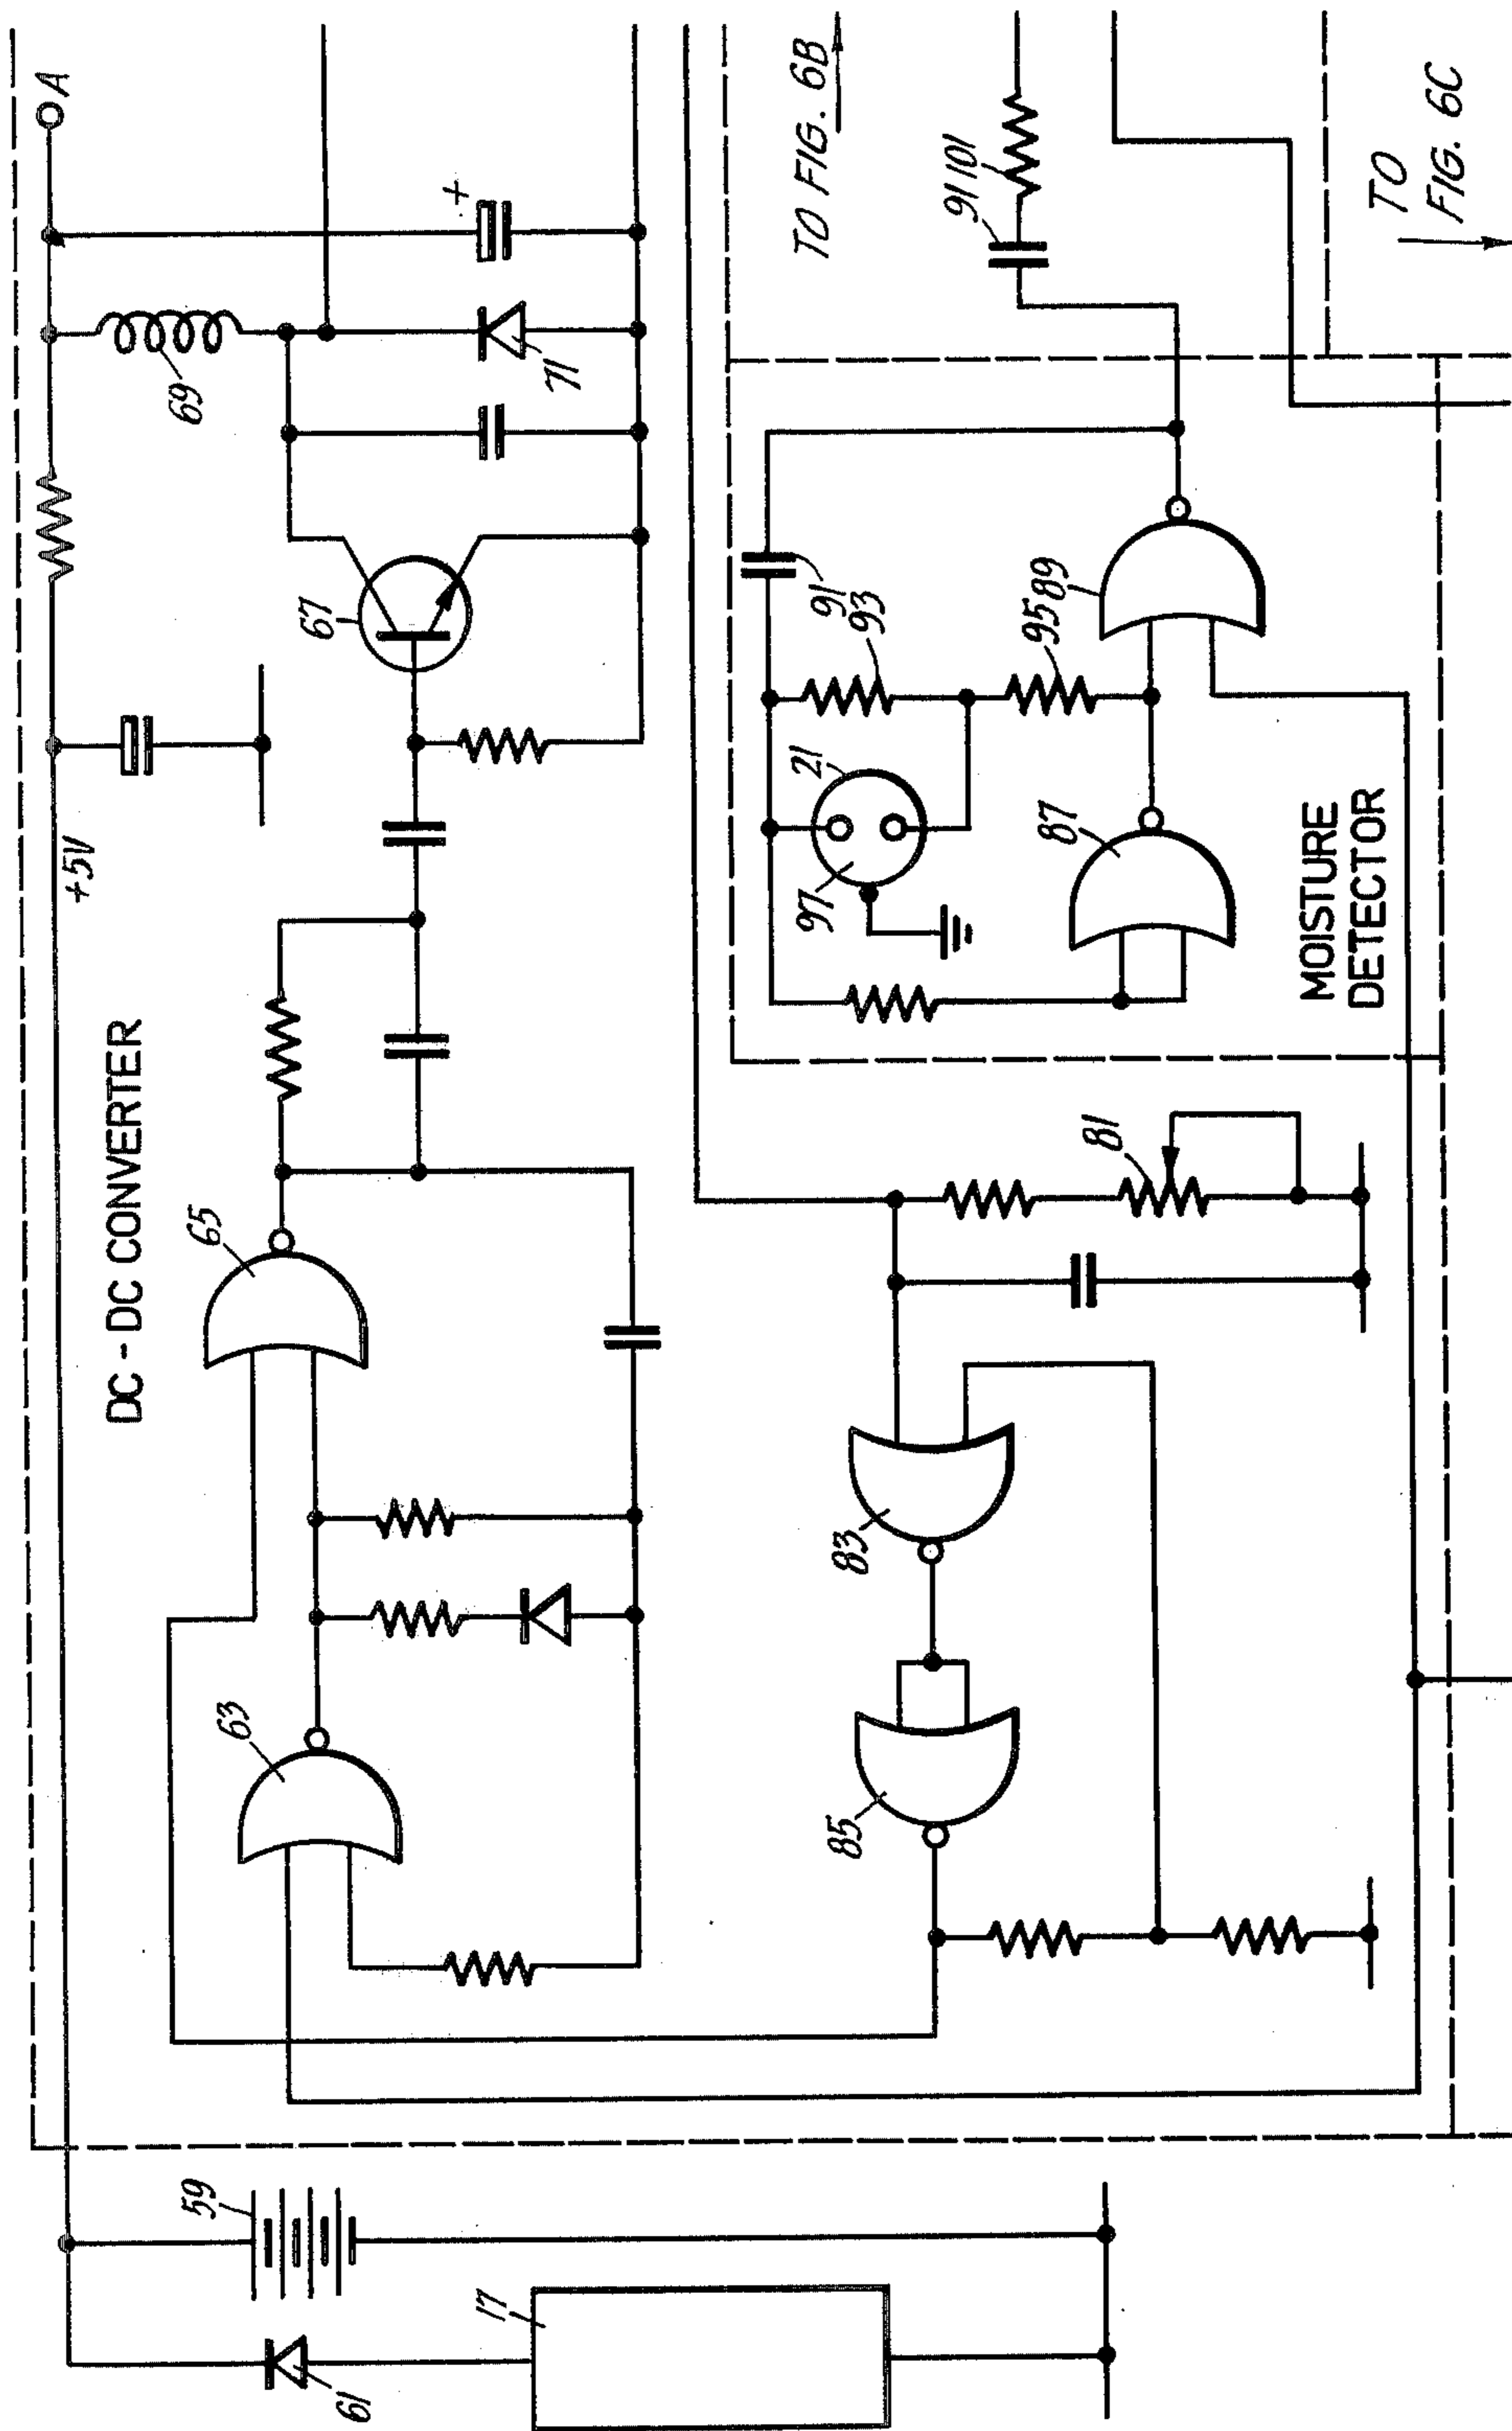 A
+5V
DC-DC CONVERTER
69
+
71
67
65
63
59
17
61
TO FIG. 6B
91
101
91
93
95
89
21
97
87
MOISTURE
DETECTOR
81
83
85
TO
FIG. 6C